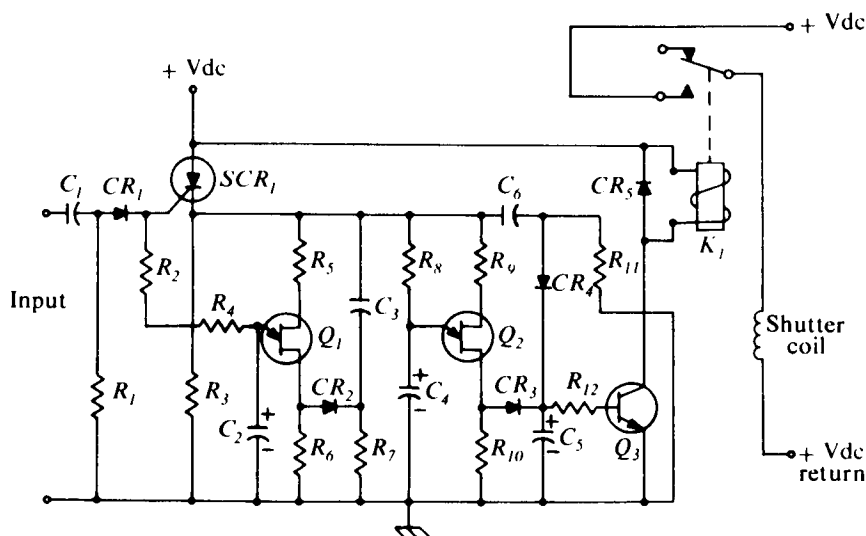 + Vdc
+ Vdc
C1
CR1
SCR1
C6
CR5
K1
R2
R5
R8
R9
CR4
R11
C3
Input
R4
Q1
Q2
Shutter
coil
R1
R3
CR2
C4
CR3
R12
+
-
C2
+
-
R6
R7
R10
+
-
C5
Q3
+ Vdc
return